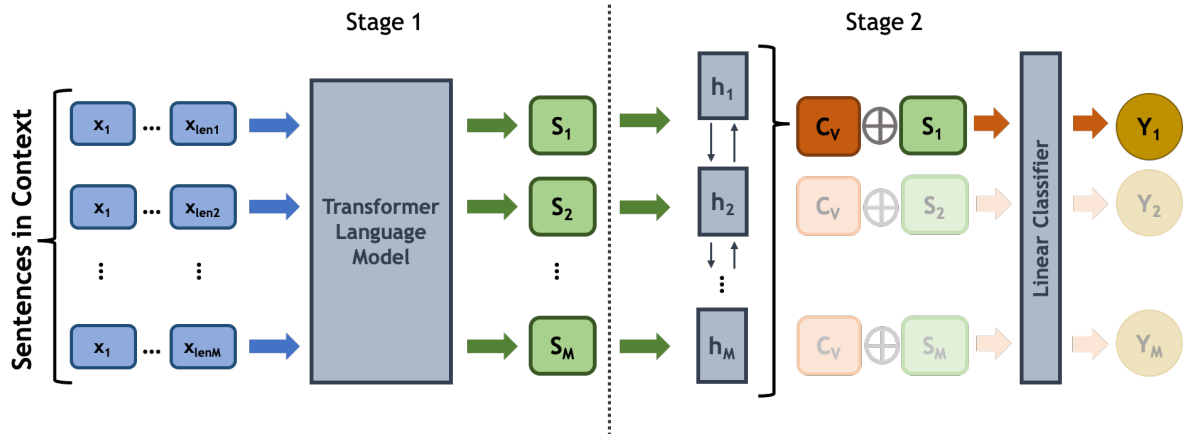 Stage 1
Stage 2
Sentences in Context
x1 ... xlen1
S1
h1
CV ⊕ S1
Y1
x1 ... xlen2
Transformer
Language
Model
S2
h2
CV ⊕ S2
Linear Classifier
Y2
⋮ ⋮ ⋮ ...
x1 ... xlenM
SM
hM
CV ⊕ SM
YM